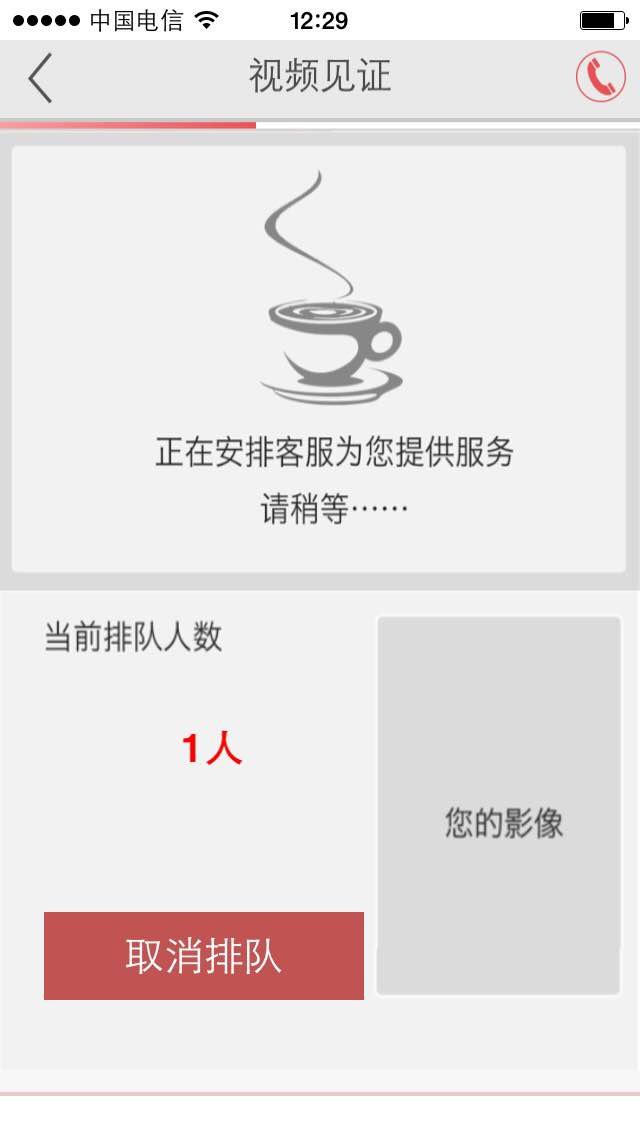 中国电信 12:29
视频见证
正在安排客服为您提供服务
请稍等……
当前排队人数
1人
您的影像
取消排队